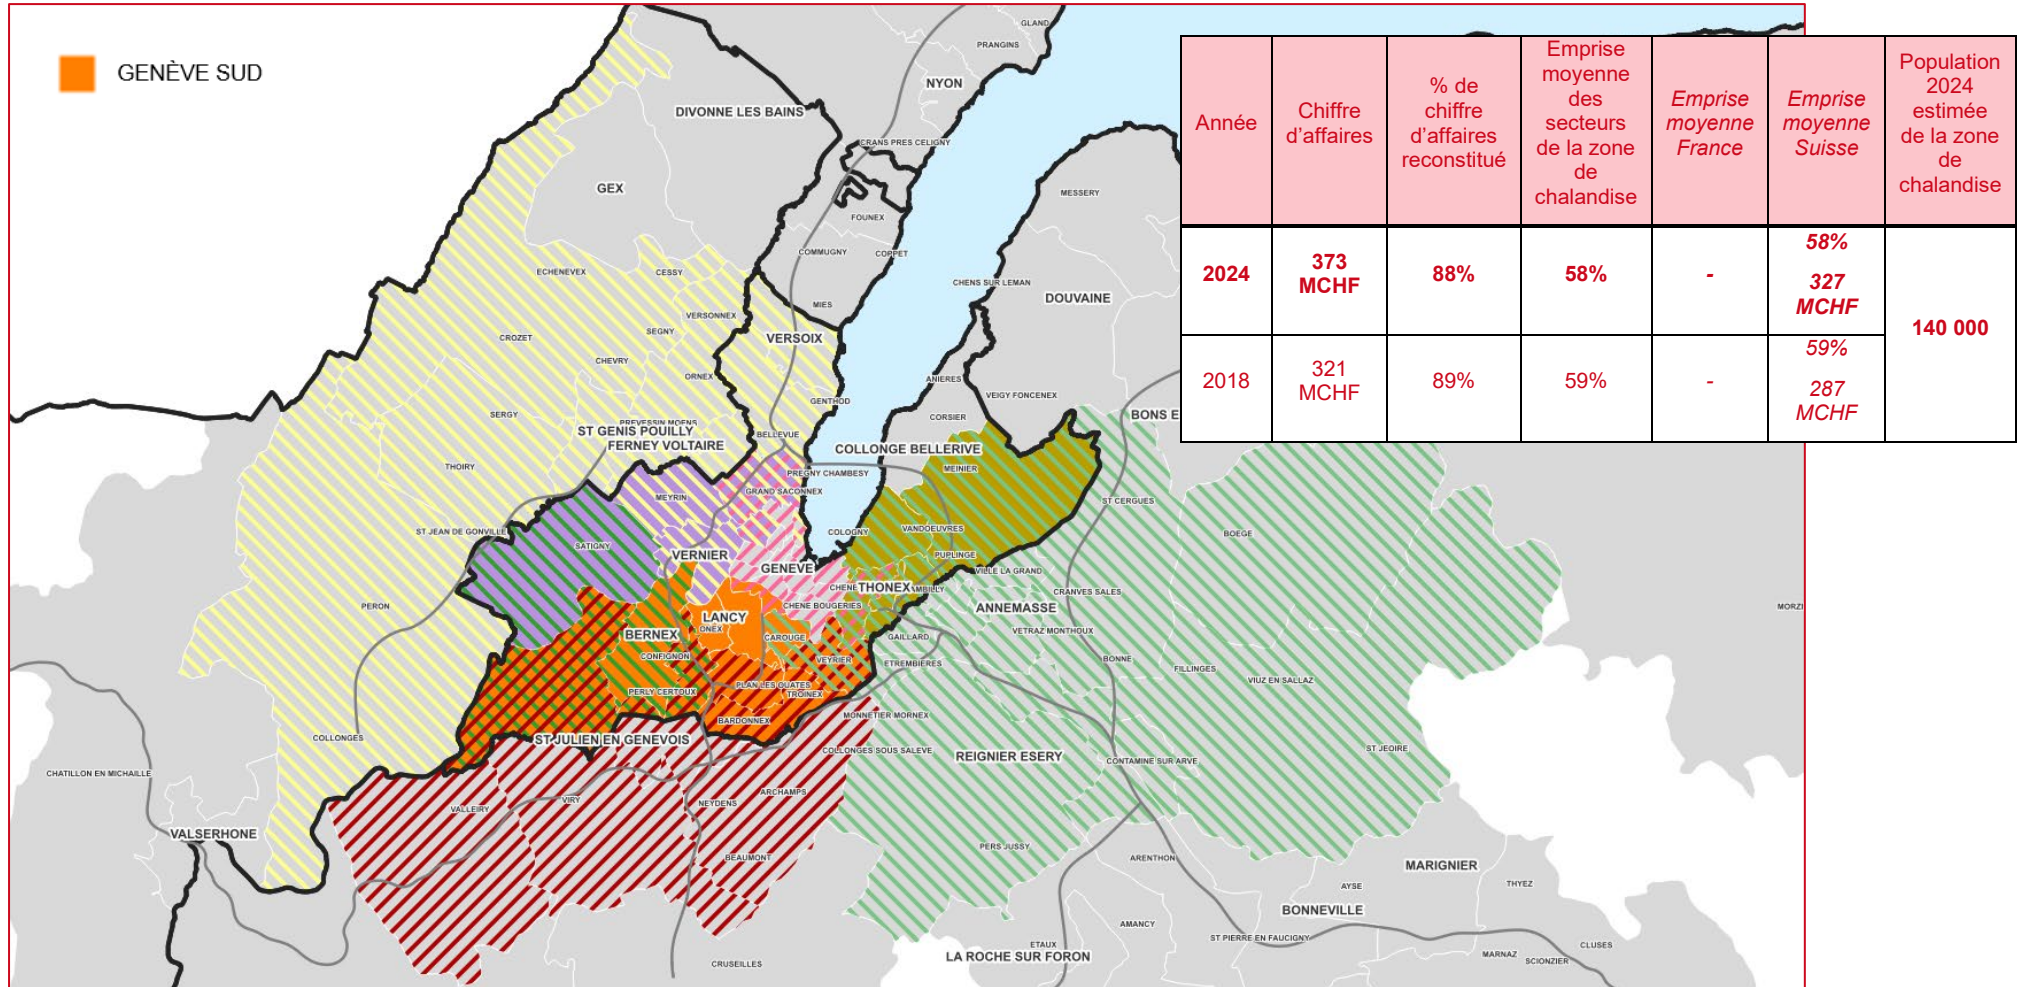 GENÈVE SUD
Année
Chiffre
d'affaires
% de
chiffre
d'affaires
reconstitué
Emprise
moyenne
des
secteurs
de la zone
de
chalandise
Emprise
moyenne
France
Emprise
moyenne
Suisse
Population
2024
estimée
de la zone
de
chalandise
2024
373
MCHF
88%
58%
-
58%
327
MCHF
140 000
2018
321
MCHF
89%
59%
-
59%
287
MCHF
GLAND
PRANGINS
NYON
DIVONNE LES BAINS
CRANS PRES CELIGNY
GEX
MESSERY
FOUNEX
COMMUGNY
COPPET
ECHENEVEX
CESSY
CHENS SUR LEMAN
DOUVAINE
MIES
VERSONNEX
SEGNY
CROZET
VERSOIX
CHEVRY
ORNEX
ANIERES
VEIGY FONCENEX
GENTHOD
SERGY
CORSIER
BONS E
PREVESSIN MOENS
ST GENIS POUILLY
FERNEY VOLTAIRE
BELLEVUE
COLLONGE BELLERIVE
THOIRY
MEINIER
PREGNY CHAMBESY
MEYRIN
GRAND SACONNEX
ST CERGUES
ST JEAN DE GONVILLE
COLOGNY
VANDOEUVRES
BOEGE
SATIGNY
VERNIER
PUPLINGE
GENEVE
VILLE LA GRAND
CHENE
THONEX
AMBILLY
CRANVES SALES
PERON
CHENE BOUGERIES
ANNEMASSE
MORZI
LANCY
ONEX
BERNEX
CAROUGE
GAILLARD
VETRAZ MONTHOUX
CONFIGNON
VEYRIER
ETREMBIERES
BONNE
FILLINGES
VIUZ EN SALLAZ
PERLY CERTOUX
PLAN LES OUATES
TROINEX
BARDONNEX
MONNETIER MORNEX
COLLONGES
ST JULIEN EN GENEVOIS
COLLONGES SOUS SALEVE
REIGNIER ESERY
CONTAMINE SUR ARVE
ST JEOIRE
CHATILLON EN MICHAILLE
VALLEIRY
VIRY
NEYDENS
ARCHAMPS
VALSERHONE
BEAUMONT
PERS JUSSY
ARENTHON
MARIGNIER
AYSE
THYEZ
BONNEVILLE
AMANCY
ST PIERRE EN FAUCIGNY
ETAUX
LA ROCHE SUR FORON
CLUSES
MARNAZ
SCIONZIER
CRUSEILLES